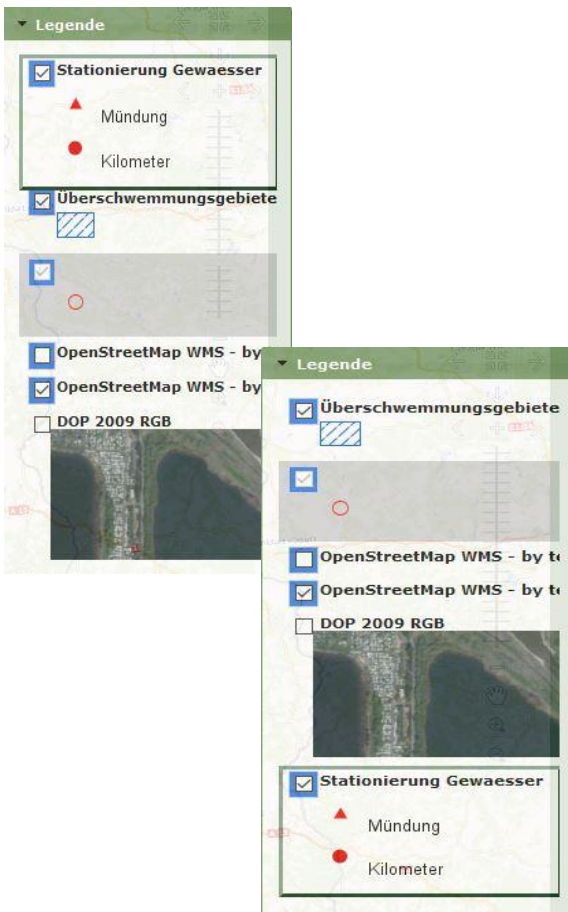 Legende
Stationierung Gewaesser
Mündung
Kilometer
Überschwemmungsgebiete
OpenStreetMap WMS - by
OpenStreetMap WMS - by
DOP 2009 RGB
Legende
Überschwemmungsgebiete
OpenStreetMap WMS - by te
OpenStreetMap WMS - by te
DOP 2009 RGB
Stationierung Gewaesser
Mündung
Kilometer